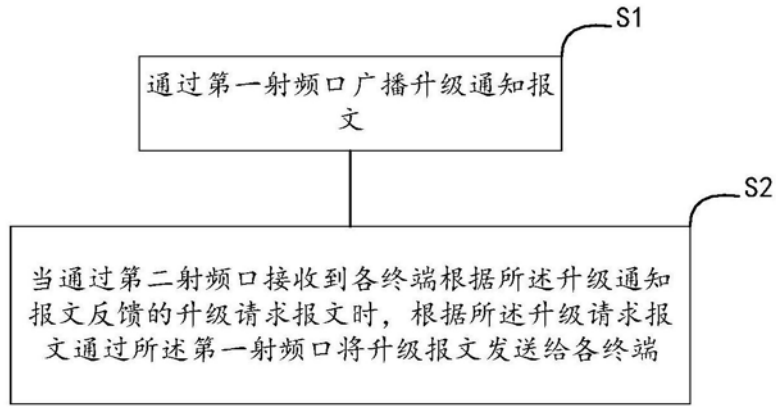 S1
通过第一射频口广播升级通知报
文
S2
当通过第二射频口接收到各终端根据所述升级通知
报文反馈的升级请求报文时，根据所述升级请求报
文通过所述第一射频口将升级报文发送给各终端